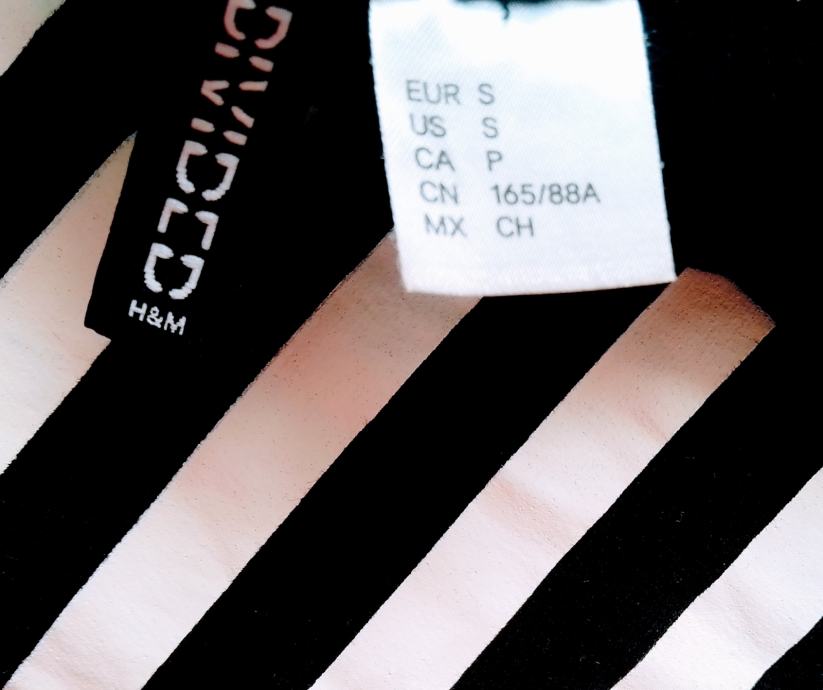 DIVIDED
H&M
EUR S
US S
CA P
CN 165/88A
MX CH